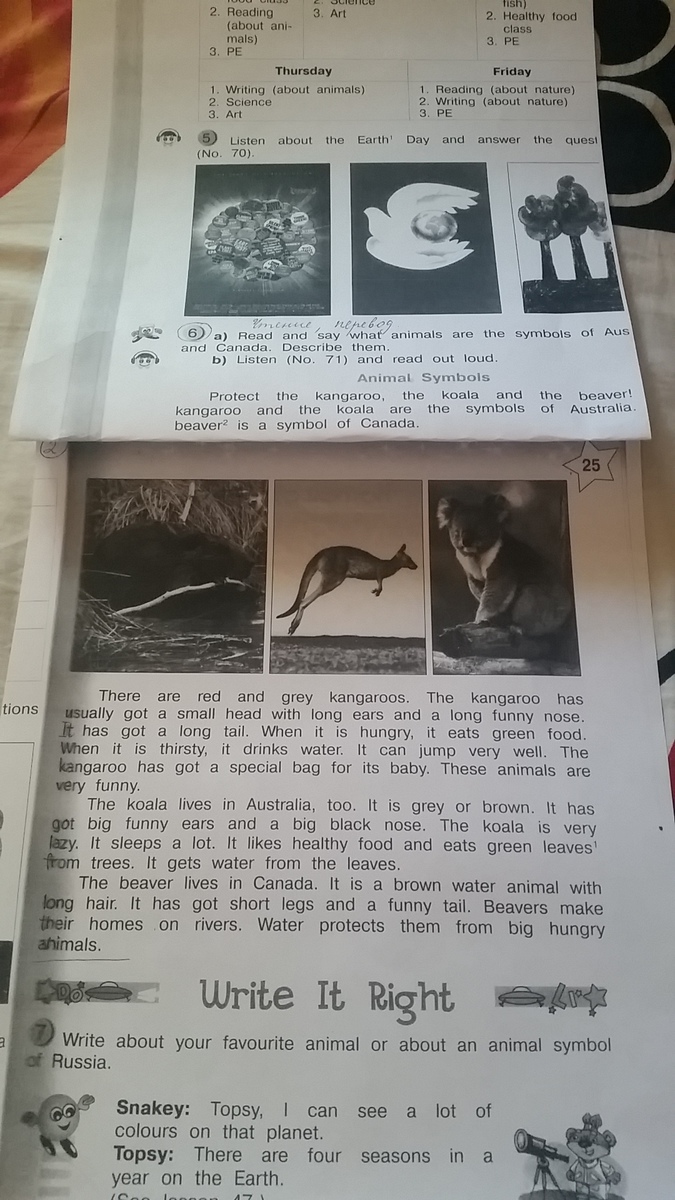 2. Reading
(about ani-
mals)
3. PE
2. Science
3. Art
fish)
2. Healthy food
class
3. PE
Thursday
1. Writing (about animals)
2. Science
3. Art
Friday
1. Reading (about nature)
2. Writing (about nature)
3. PE
5 Listen about the Earth¹ Day and answer the quest
(No. 70).
чтение, перевод
6 a) Read and say what animals are the symbols of Aus
and Canada. Describe them.
b) Listen (No. 71) and read out loud.
Animal Symbols
Protect the kangaroo, the koala and the beaver!
kangaroo and the koala are the symbols of Australia.
beaver² is a symbol of Canada.
2
25
There are red and grey kangaroos. The kangaroo has
usually got a small head with long ears and a long funny nose.
It has got a long tail. When it is hungry, it eats green food.
When it is thirsty, it drinks water. It can jump very well. The
kangaroo has got a special bag for its baby. These animals are
very funny.
The koala lives in Australia, too. It is grey or brown. It has
got big funny ears and a big black nose. The koala is very
lazy. It sleeps a lot. It likes healthy food and eats green leaves¹
from trees. It gets water from the leaves.
The beaver lives in Canada. It is a brown water animal with
long hair. It has got short legs and a funny tail. Beavers make
their homes on rivers. Water protects them from big hungry
animals.
tions
Write It Right
7 Write about your favourite animal or about an animal symbol
of Russia.
Snakey: Topsy, I can see a lot of
colours on that planet.
Topsy: There are four seasons in a
year on the Earth.
(See lesson 47.)